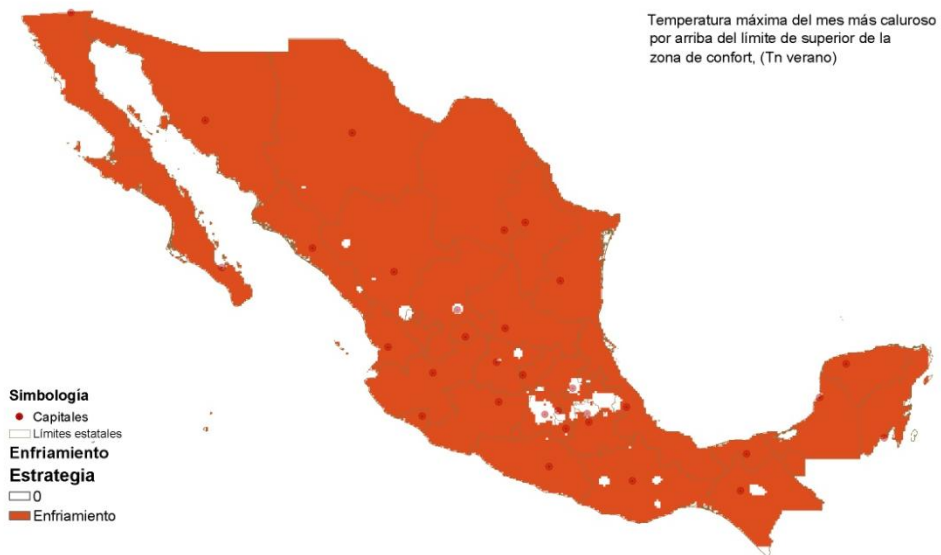 Temperatura máxima del mes más caluroso
por arriba del límite de superior de la
zona de confort, (Tn verano)
Simbología
Capitales
Límites estatales
Enfriamiento
Estrategia
0
Enfriamiento